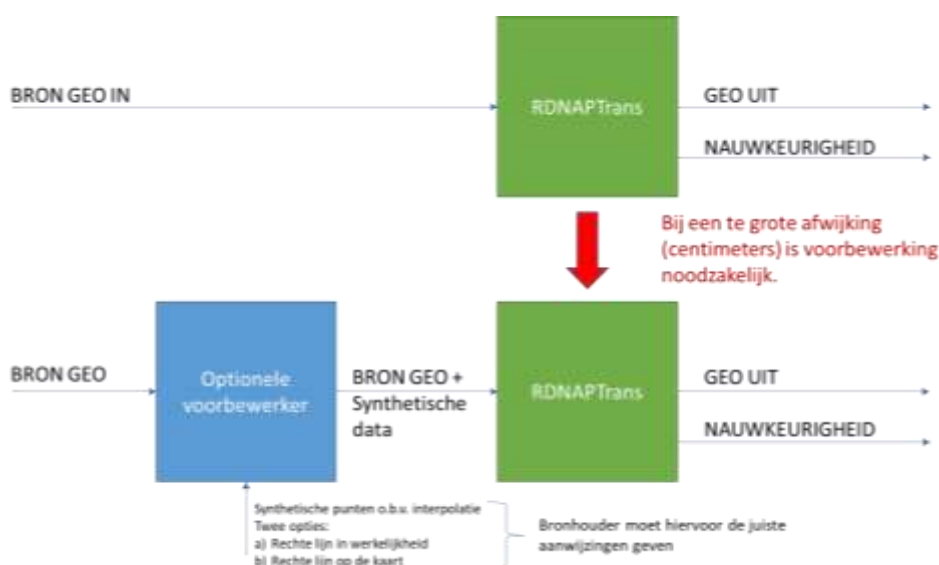 BRON GEO IN
RDNAPTrans
GEO UIT
NAUWKEURIGHEID
Bij een te grote afwijking
(centimeters) is voorbewerking
noodzakelijk.
BRON GEO
Optionele
voorbewerker
BRON GEO +
Synthetische
data
RDNAPTrans
GEO UIT
NAUWKEURIGHEID
Synthetische punten o.b.v. interpolatie
Twee opties:
a) Rechte lijn in werkelijkheid
b) Rechte lijn op de kaart
Bronhouder moet hiervoor de juiste
aanwijzingen geven